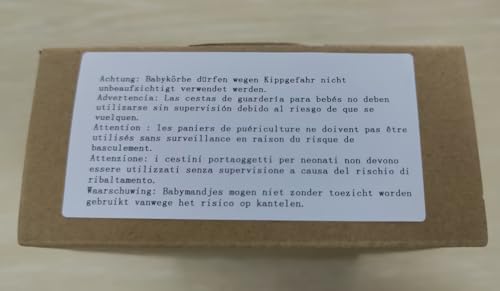 Achtung: Babykörbe dürfen wegen Kippgefahr nicht
unbeaufsichtigt verwendet werden.
Advertencia: Las cestas de guardería para bebés no deben
utilizarse sin supervisión debido al riesgo de que se
vuelquen.
Attention : les paniers de puériculture ne doivent pas être
utilisés sans surveillance en raison du risque de
basculement.
Attenzione: i cestini portaoggetti per neonati non devono
essere utilizzati senza supervisione a causa del rischio di
ribaltamento.
Waarschuwing: Babymandjes mogen niet zonder toezicht worden
gebruikt vanwege het risico op kantelen.